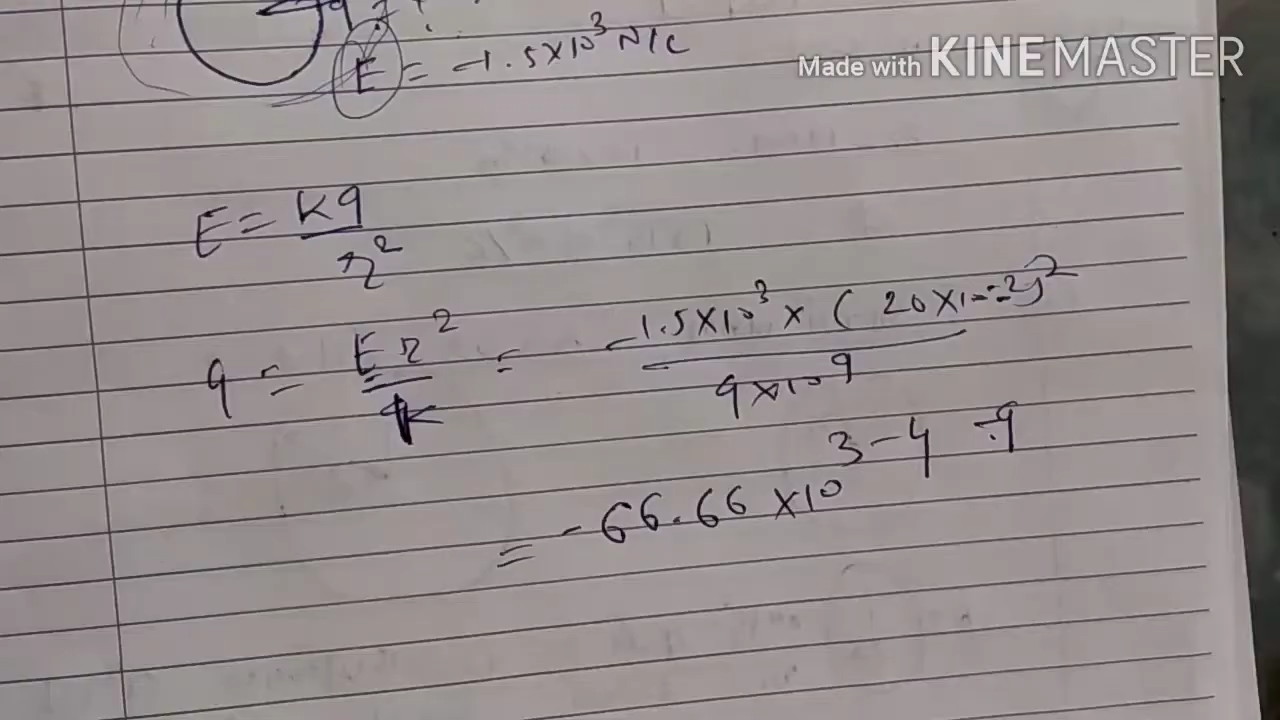 E = -1.5×10³ N/C
Made with KINEMASTER
E = Kq / r²
q = Er² / K = -1.5×10³ × (20×10⁻²)² / 9×10⁹
= -66.66 ×10³⁻⁴⁻⁹